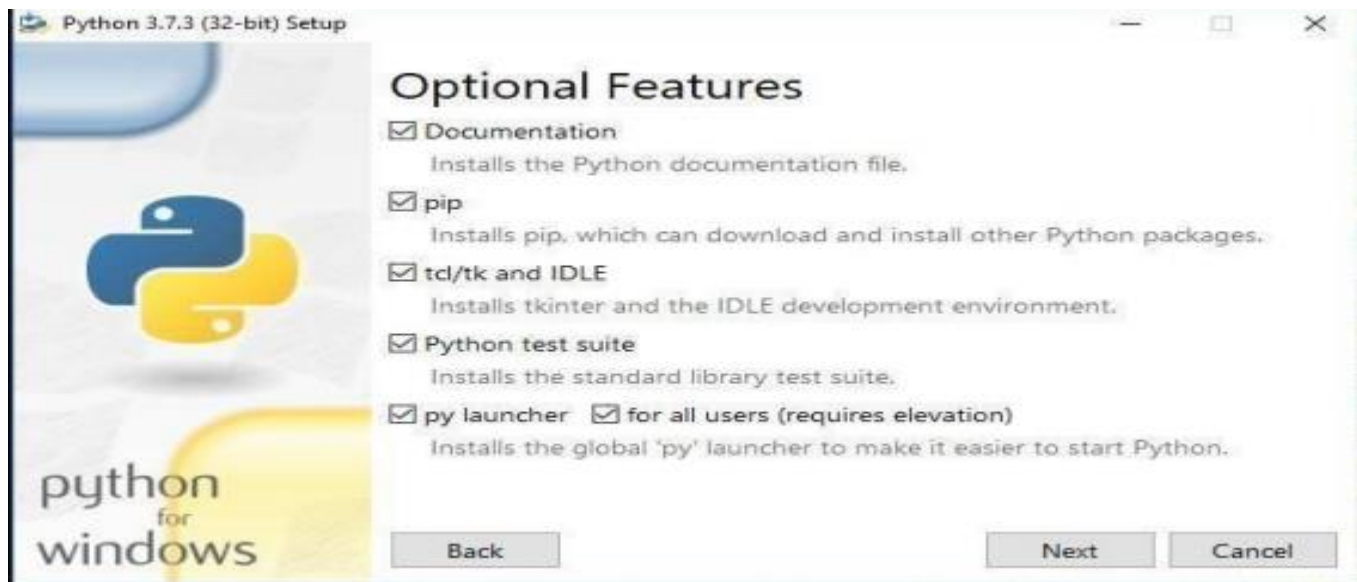 Python 3.7.3 (32-bit) Setup
Optional Features
Documentation
Installs the Python documentation file.
pip
Installs pip, which can download and install other Python packages.
tcl/tk and IDLE
Installs tkinter and the IDLE development environment.
Python test suite
Installs the standard library test suite.
py launcher for all users (requires elevation)
Installs the global 'py' launcher to make it easier to start Python.
python
for
windows
Back Next Cancel